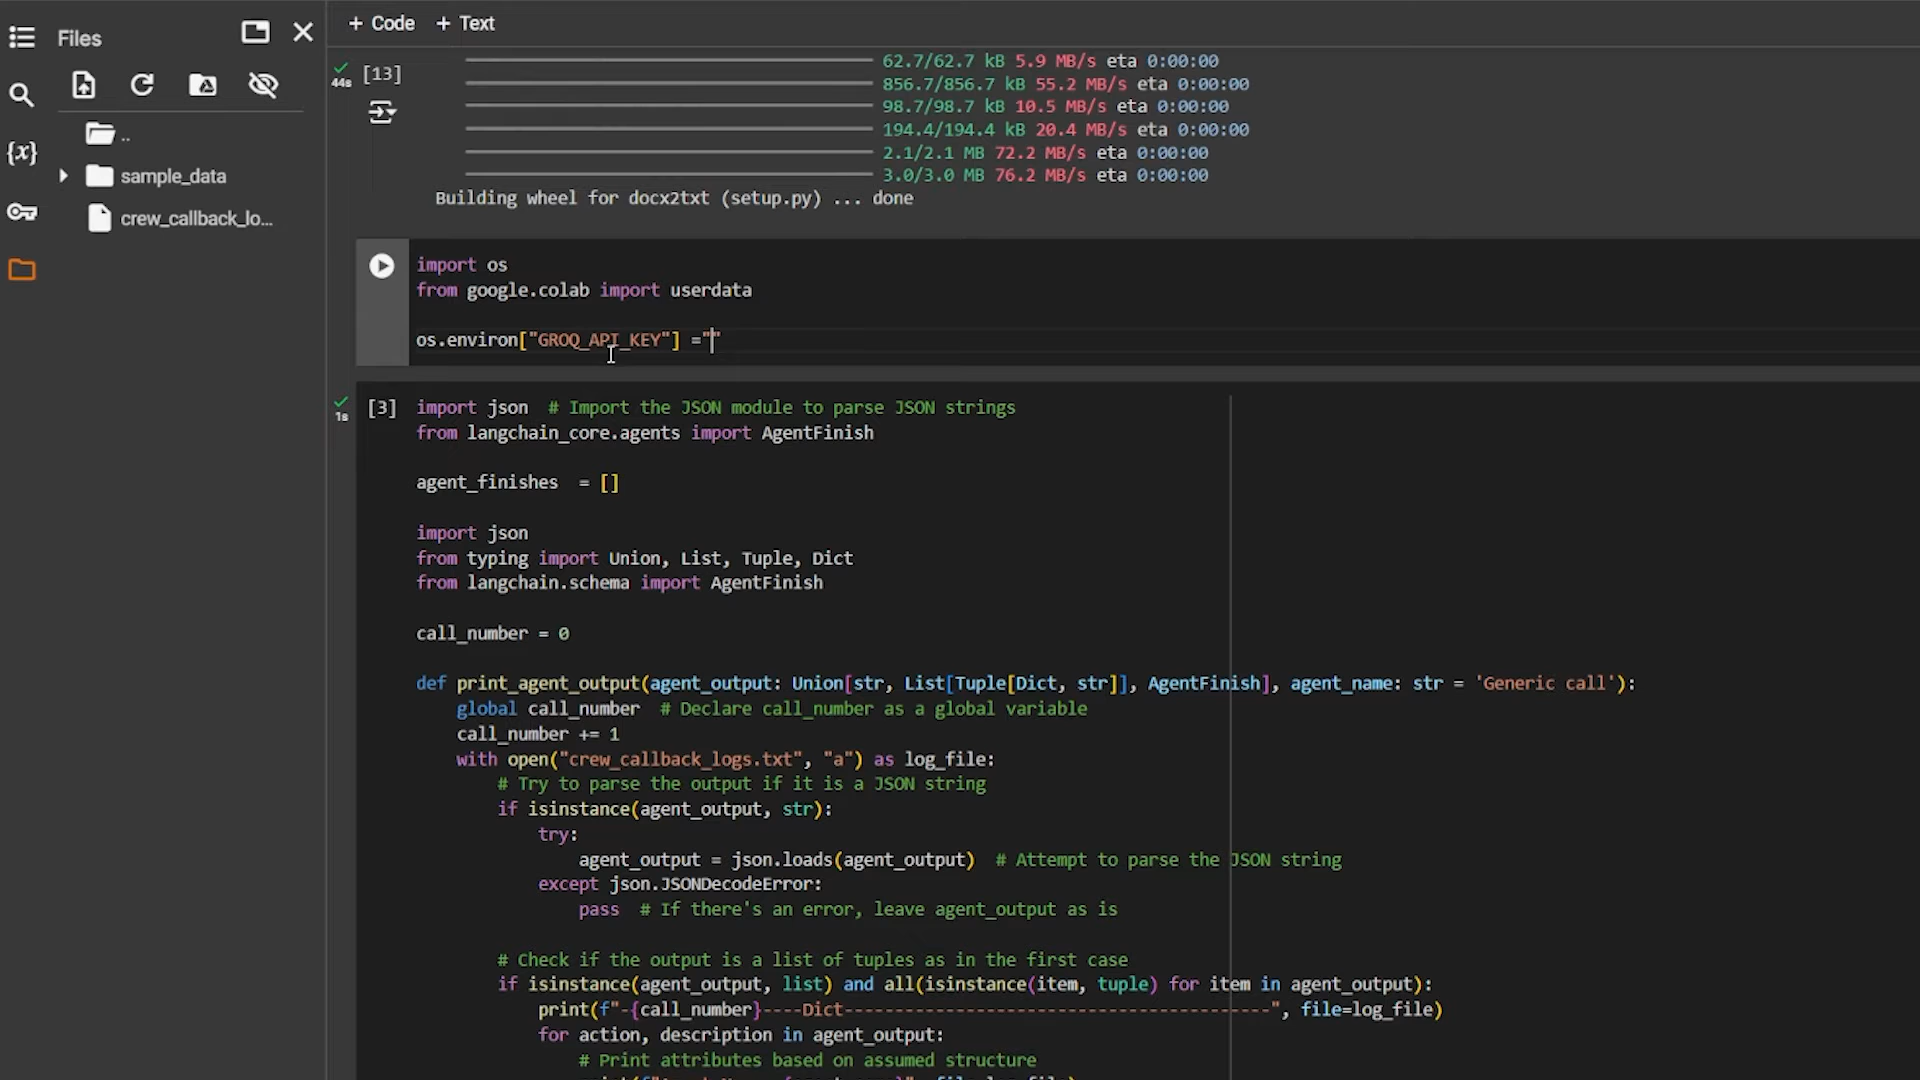 Files
+ Code + Text
..
sample_data
crew_callback_lo...
{x}
44s
[13]
62.7/62.7 kB 5.9 MB/s eta 0:00:00
856.7/856.7 kB 55.2 MB/s eta 0:00:00
98.7/98.7 kB 10.5 MB/s eta 0:00:00
194.4/194.4 kB 20.4 MB/s eta 0:00:00
2.1/2.1 MB 72.2 MB/s eta 0:00:00
3.0/3.0 MB 76.2 MB/s eta 0:00:00
Building wheel for docx2txt (setup.py) ... done
import os
from google.colab import userdata
os.environ["GROQ_API_KEY"] =""
1s
[3]
import json  # Import the JSON module to parse JSON strings
from langchain_core.agents import AgentFinish
agent_finishes  = []
import json
from typing import Union, List, Tuple, Dict
from langchain.schema import AgentFinish
call_number = 0
def print_agent_output(agent_output: Union[str, List[Tuple[Dict, str]], AgentFinish], agent_name: str = 'Generic call'):
global call_number  # Declare call_number as a global variable
call_number += 1
with open("crew_callback_logs.txt", "a") as log_file:
# Try to parse the output if it is a JSON string
if isinstance(agent_output, str):
try:
agent_output = json.loads(agent_output)  # Attempt to parse the JSON string
except json.JSONDecodeError:
pass  # If there's an error, leave agent_output as is
# Check if the output is a list of tuples as in the first case
if isinstance(agent_output, list) and all(isinstance(item, tuple) for item in agent_output):
print(f"-{call_number}----Dict------------------------------------------", file=log_file)
for action, description in agent_output:
# Print attributes based on assumed structure